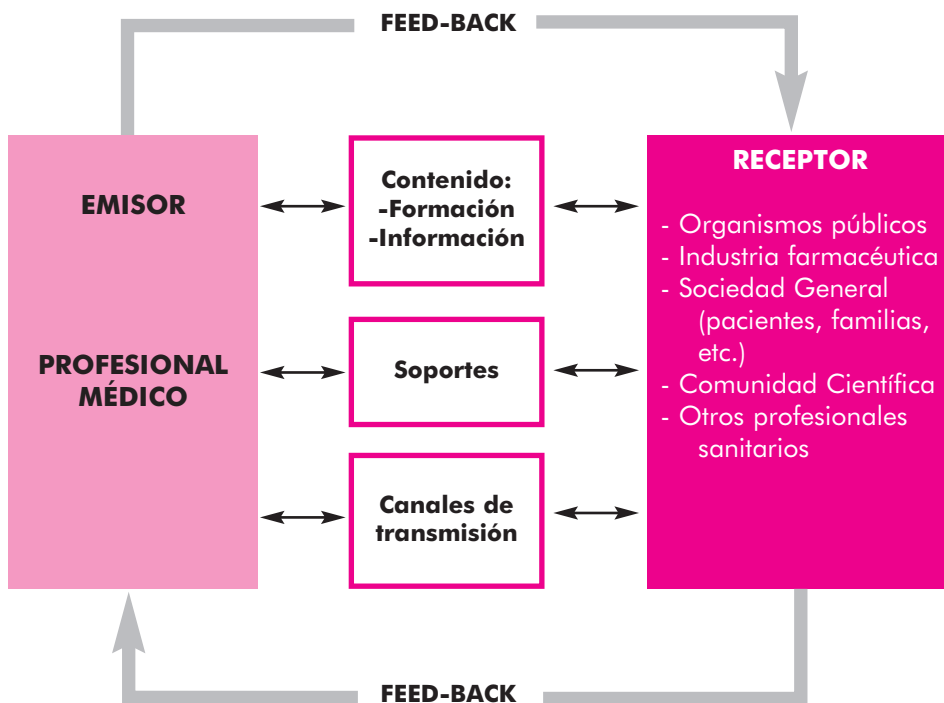 FEED-BACK
EMISOR
PROFESIONAL
MÉDICO
Contenido:
-Formación
-Información
Soportes
Canales de
transmisión
RECEPTOR
- Organismos públicos
- Industria farmacéutica
- Sociedad General
(pacientes, familias,
etc.)
- Comunidad Científica
- Otros profesionales
sanitarios
FEED-BACK